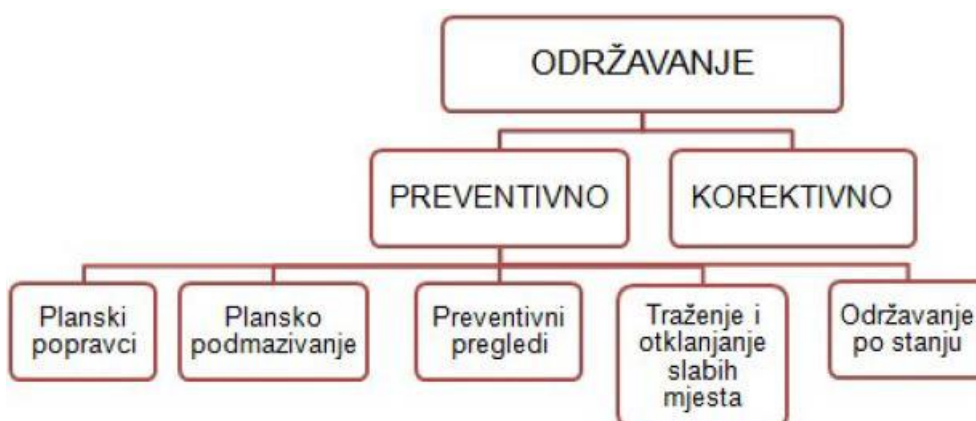 ODRŽAVANJE
PREVENTIVNO
KOREKTIVNO
Planski
popravci
Plansko
podmazivanje
Preventivni
pregledi
Traženje i
otklanjanje
slabih
mjesta
Održavanje
po stanju